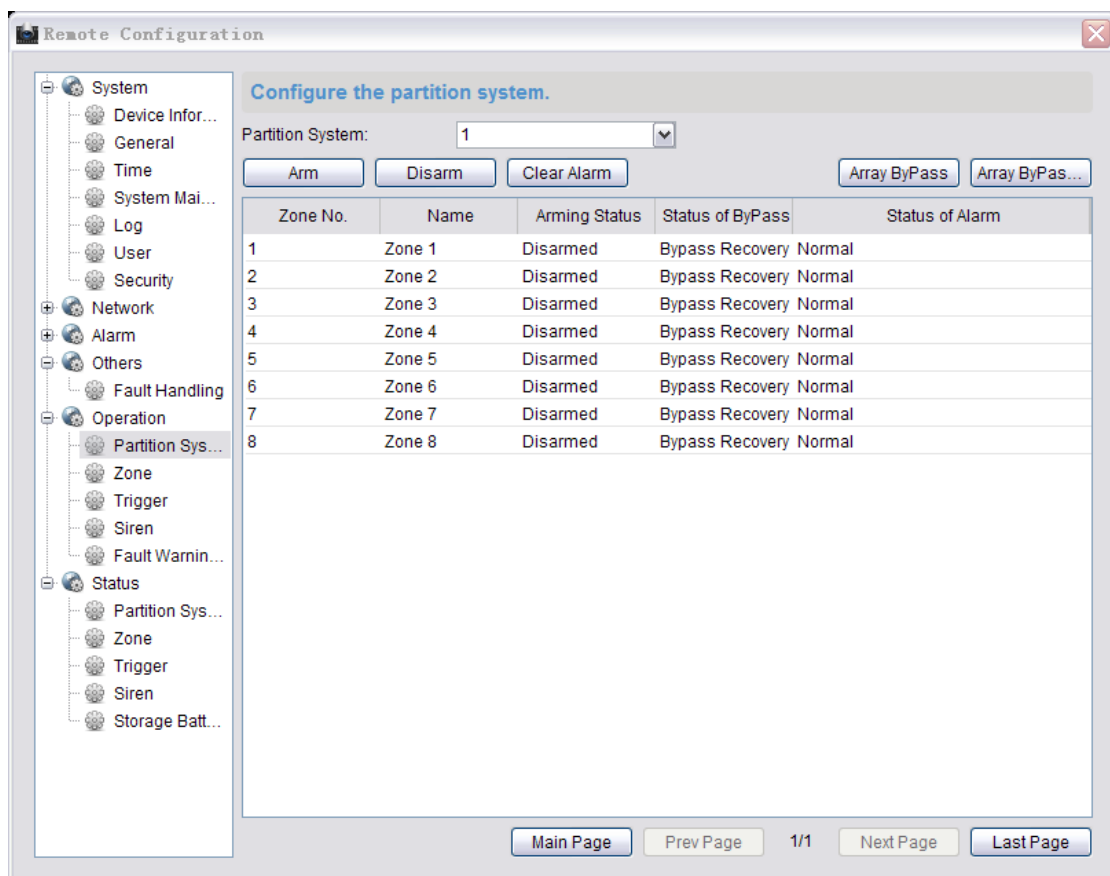 Remote Configuration
System
Device Infor...
General
Time
System Mai...
Log
User
Security
Network
Alarm
Others
Fault Handling
Operation
Partition Sys...
Zone
Trigger
Siren
Fault Warnin...
Status
Partition Sys...
Zone
Trigger
Siren
Storage Batt...
Configure the partition system.
Partition System: 1
Arm Disarm Clear Alarm Array ByPass Array ByPas...
Zone No. Name Arming Status Status of ByPass Status of Alarm
1 Zone 1 Disarmed Bypass Recovery Normal
2 Zone 2 Disarmed Bypass Recovery Normal
3 Zone 3 Disarmed Bypass Recovery Normal
4 Zone 4 Disarmed Bypass Recovery Normal
5 Zone 5 Disarmed Bypass Recovery Normal
6 Zone 6 Disarmed Bypass Recovery Normal
7 Zone 7 Disarmed Bypass Recovery Normal
8 Zone 8 Disarmed Bypass Recovery Normal
Main Page Prev Page 1/1 Next Page Last Page